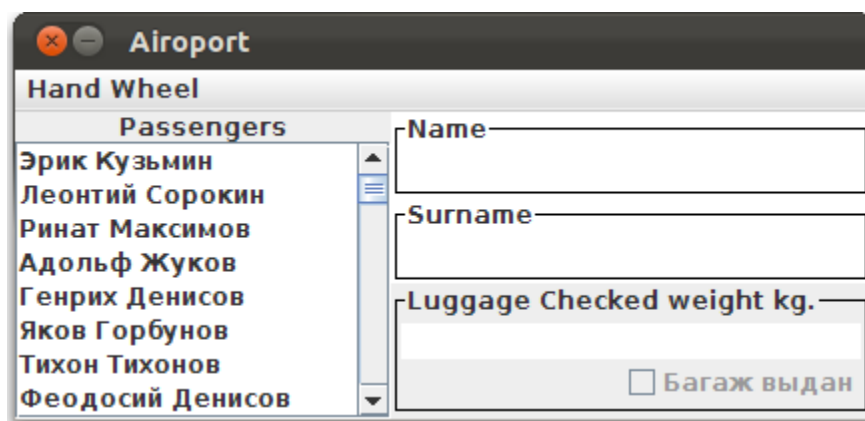 Airoport
Hand Wheel
Passengers
Эрик Кузьмин
Леонтий Сорокин
Ринат Максимов
Адольф Жуков
Генрих Денисов
Яков Горбунов
Тихон Тихонов
Феодосий Денисов
Name
Surname
Luggage Checked weight kg.
Багаж выдан